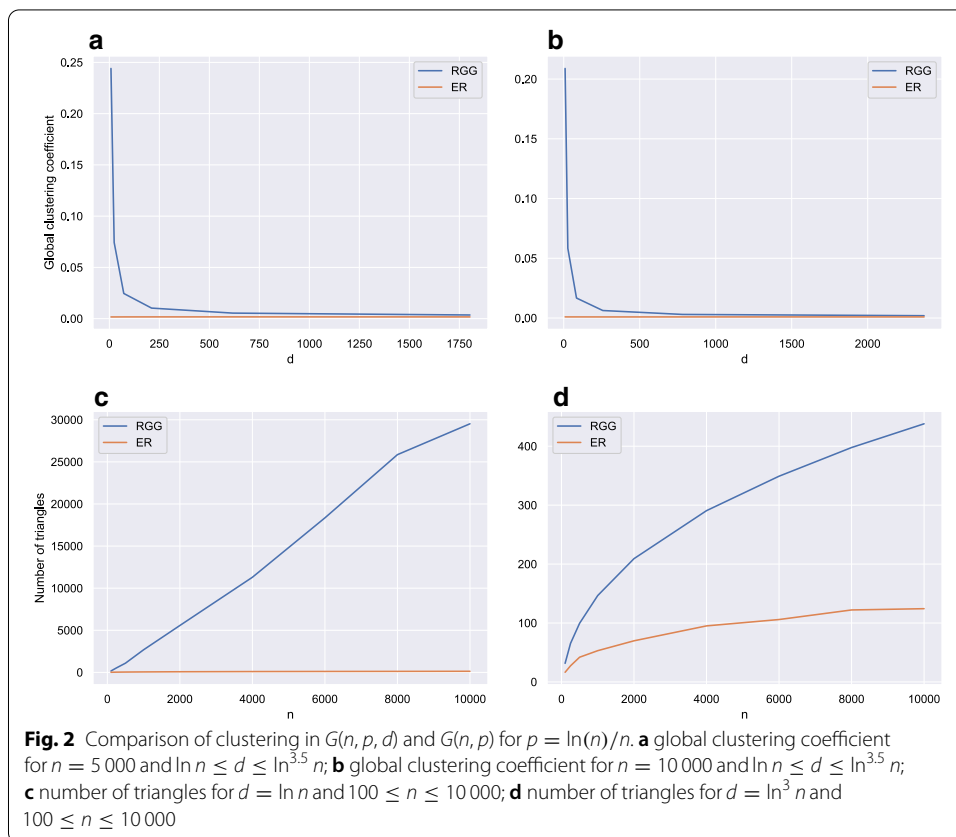 a
0.25
0.20
0.15
0.10
0.05
0.00
Global clustering coefficient
RGG
ER
0 250 500 750 1000 1250 1500 1750
d
b
0.20
0.15
0.10
0.05
0.00
RGG
ER
0 500 1000 1500 2000
d
c
30000
25000
20000
15000
10000
5000
0
Number of triangles
RGG
ER
0 2000 4000 6000 8000 10000
n
d
400
300
200
100
0
RGG
ER
0 2000 4000 6000 8000 10000
n
Fig. 2 Comparison of clustering in G(n, p, d) and G(n, p) for p = ln(n)/n. a global clustering coefficient
for n = 5 000 and ln n ≤ d ≤ ln^3.5 n; b global clustering coefficient for n = 10 000 and ln n ≤ d ≤ ln^3.5 n;
c number of triangles for d = ln n and 100 ≤ n ≤ 10 000; d number of triangles for d = ln^3 n and
100 ≤ n ≤ 10 000